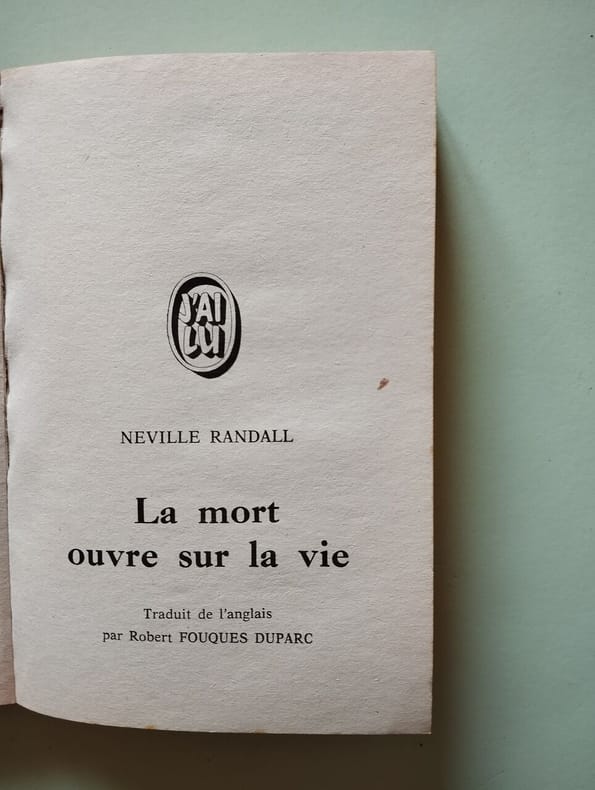 J'AI
LU
NEVILLE RANDALL
La mort
ouvre sur la vie
Traduit de l'anglais
par Robert FOUQUES DUPARC